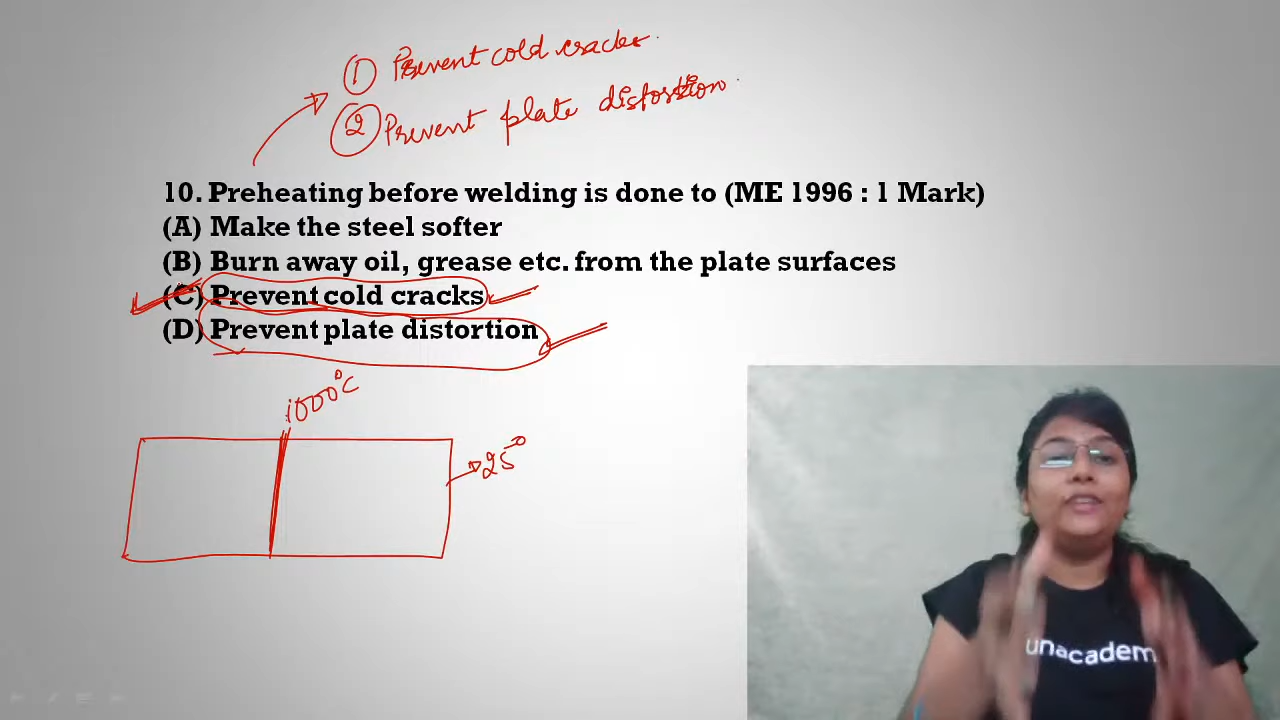 ① Prevent cold cracks.
② Prevent plate distortion.
10. Preheating before welding is done to (ME 1996 : 1 Mark)
(A) Make the steel softer
(B) Burn away oil, grease etc. from the plate surfaces
(C) Prevent cold cracks
(D) Prevent plate distortion
1000°C
25°
unacadem